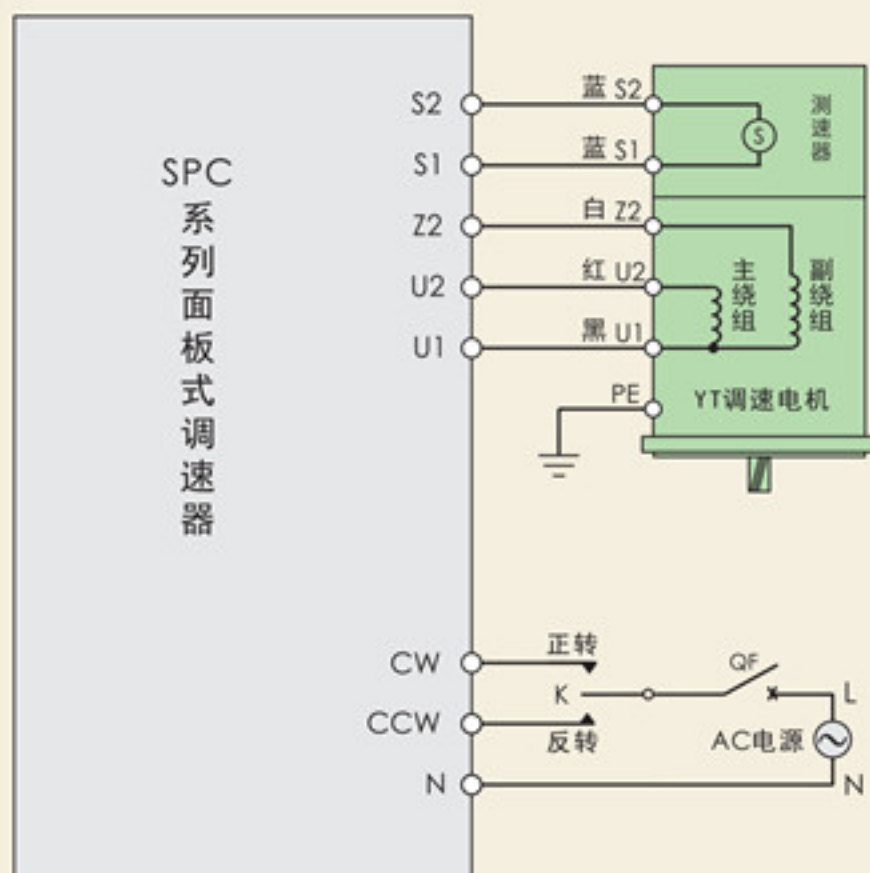 SPC
系列面板式调速器
S2
蓝 S2
S
测速器
S1
蓝 S1
Z2
白 Z2
U2
红 U2
主绕组
副绕组
U1
黑 U1
PE
YT调速电机
CW
正转
K
QF
L
CCW
反转
AC电源
N
N